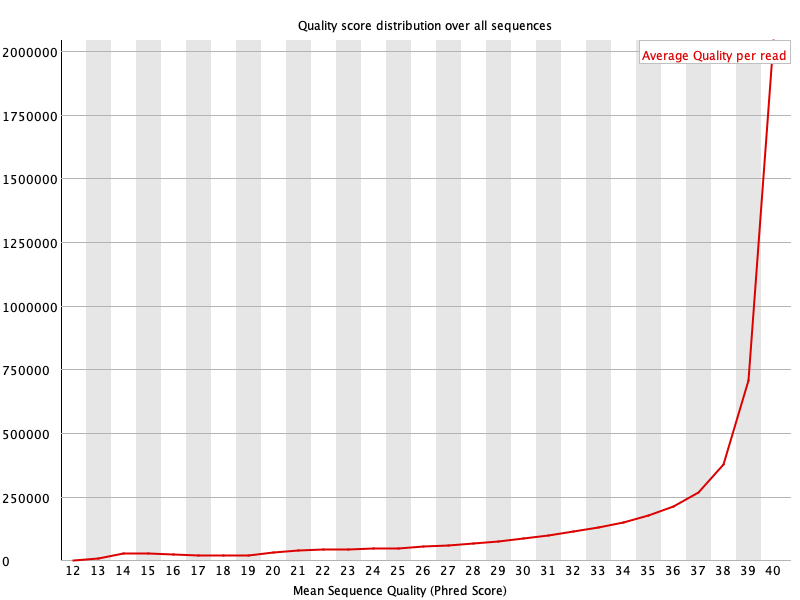 Quality score distribution over all sequences
Average Quality per read
2000000
1750000
1500000
1250000
1000000
750000
500000
250000
0
12 13 14 15 16 17 18 19 20 21 22 23 24 25 26 27 28 29 30 31 32 33 34 35 36 37 38 39 40
Mean Sequence Quality (Phred Score)